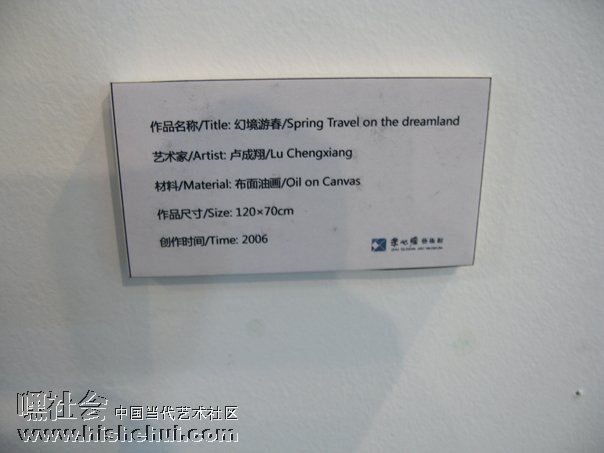 作品名称/Title: 幻境游春/Spring Travel on the dreamland
艺术家/Artist: 卢成翔/Lu Chengxiang
材料/Material: 布面油画/Oil on Canvas
作品尺寸/Size: 120×70cm
创作时间/Time: 2006
嘿社会 中国当代艺术社区
www.hishehui.com/